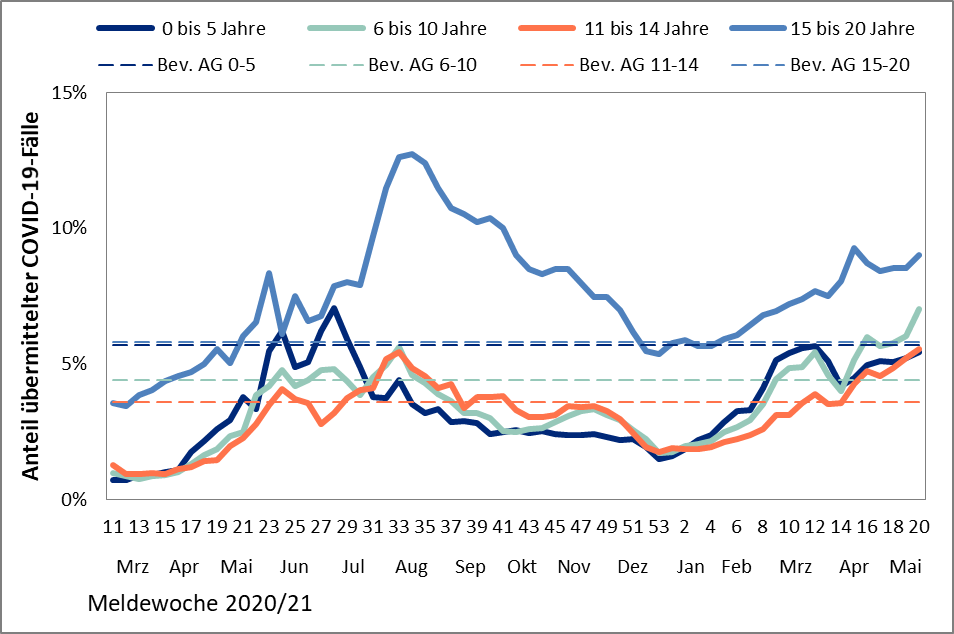 0 bis 5 Jahre 6 bis 10 Jahre 11 bis 14 Jahre 15 bis 20 Jahre
Bev. AG 0-5 Bev. AG 6-10 Bev. AG 11-14 Bev. AG 15-20
Anteil übermittelter COVID-19-Fälle
15%
10%
5%
0%
11 13 15 17 19 21 23 25 27 29 31 33 35 37 39 41 43 45 47 49 51 53 2 4 6 8 10 12 14 16 18 20
Mrz Apr Mai Jun Jul Aug Sep Okt Nov Dez Jan Feb Mrz Apr Mai
Meldewoche 2020/21